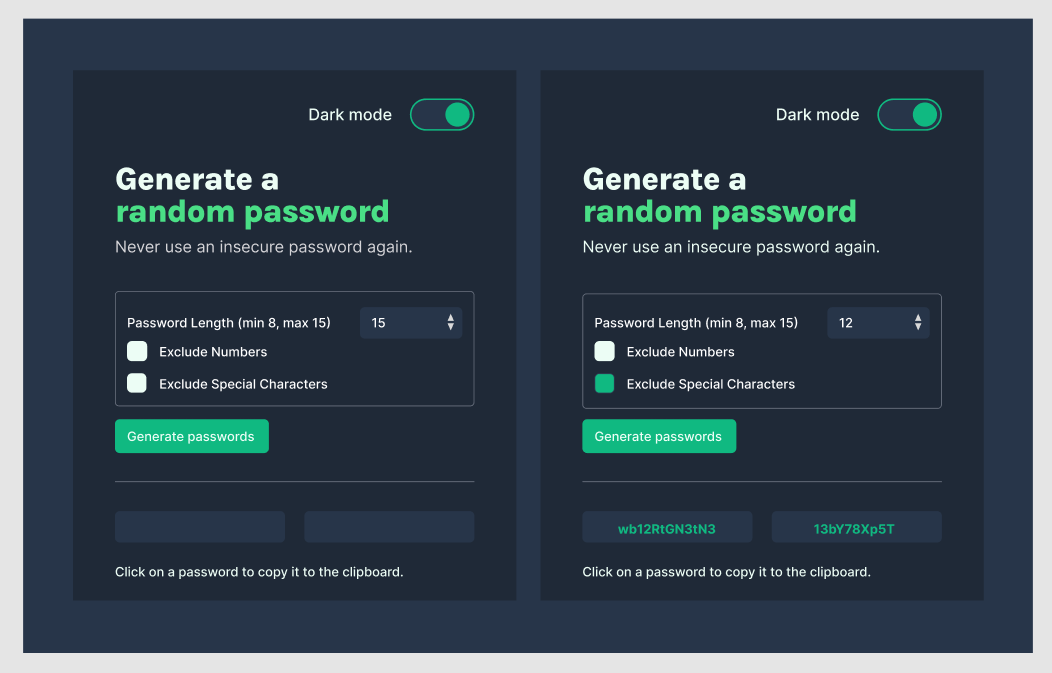 Dark mode
Generate a
random password
Never use an insecure password again.
Password Length (min 8, max 15)  15
Exclude Numbers
Exclude Special Characters
Generate passwords
Click on a password to copy it to the clipboard.
Dark mode
Generate a
random password
Never use an insecure password again.
Password Length (min 8, max 15)  12
Exclude Numbers
Exclude Special Characters
Generate passwords
wb12RtGN3tN3  13bY78Xp5T
Click on a password to copy it to the clipboard.